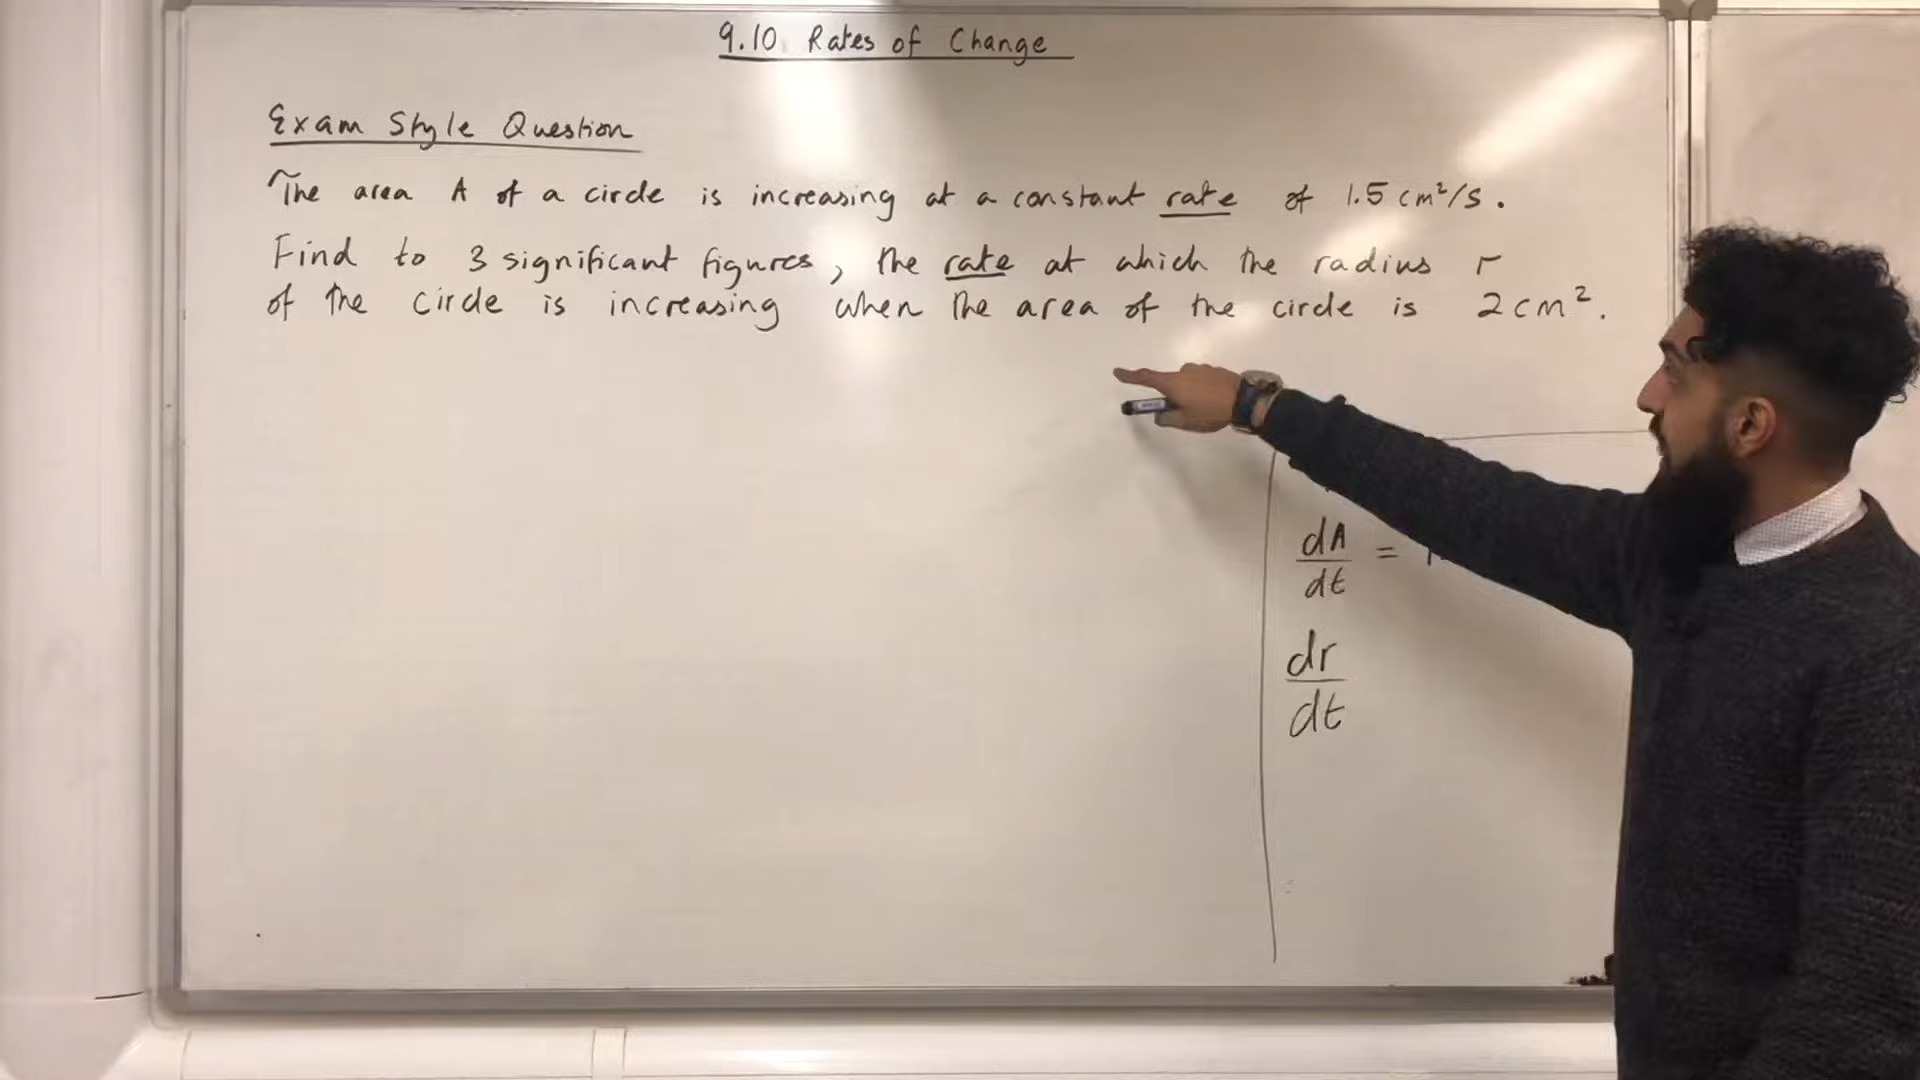 9.10 Rates of Change
Exam Style Question
The area A of a circle is increasing at a constant rate of 1.5 cm²/s.
Find to 3 significant figures, the rate at which the radius r
of the circle is increasing when the area of the circle is 2cm².
dA/dt =
dr/dt